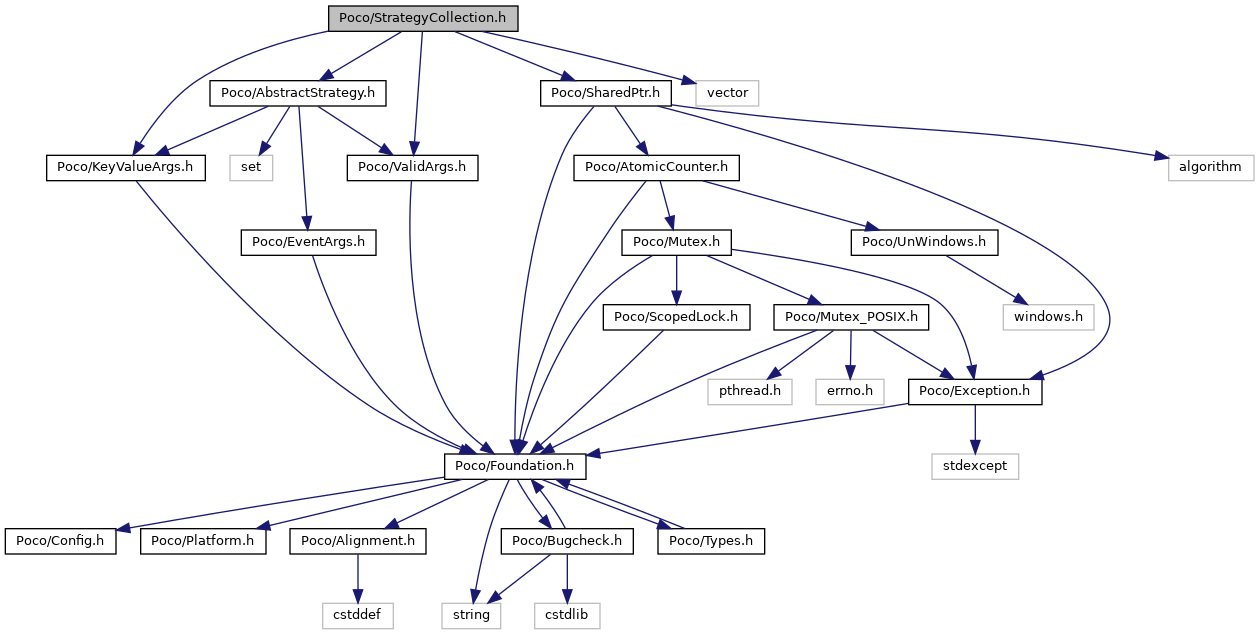 Poco/StrategyCollection.h
Poco/AbstractStrategy.h
Poco/SharedPtr.h
vector
Poco/KeyValueArgs.h
set
Poco/ValidArgs.h
Poco/AtomicCounter.h
algorithm
Poco/EventArgs.h
Poco/Mutex.h
Poco/UnWindows.h
Poco/ScopedLock.h
Poco/Mutex_POSIX.h
windows.h
pthread.h
errno.h
Poco/Exception.h
Poco/Foundation.h
stdexcept
Poco/Config.h
Poco/Platform.h
Poco/Alignment.h
Poco/Bugcheck.h
Poco/Types.h
cstddef
string
cstdlib